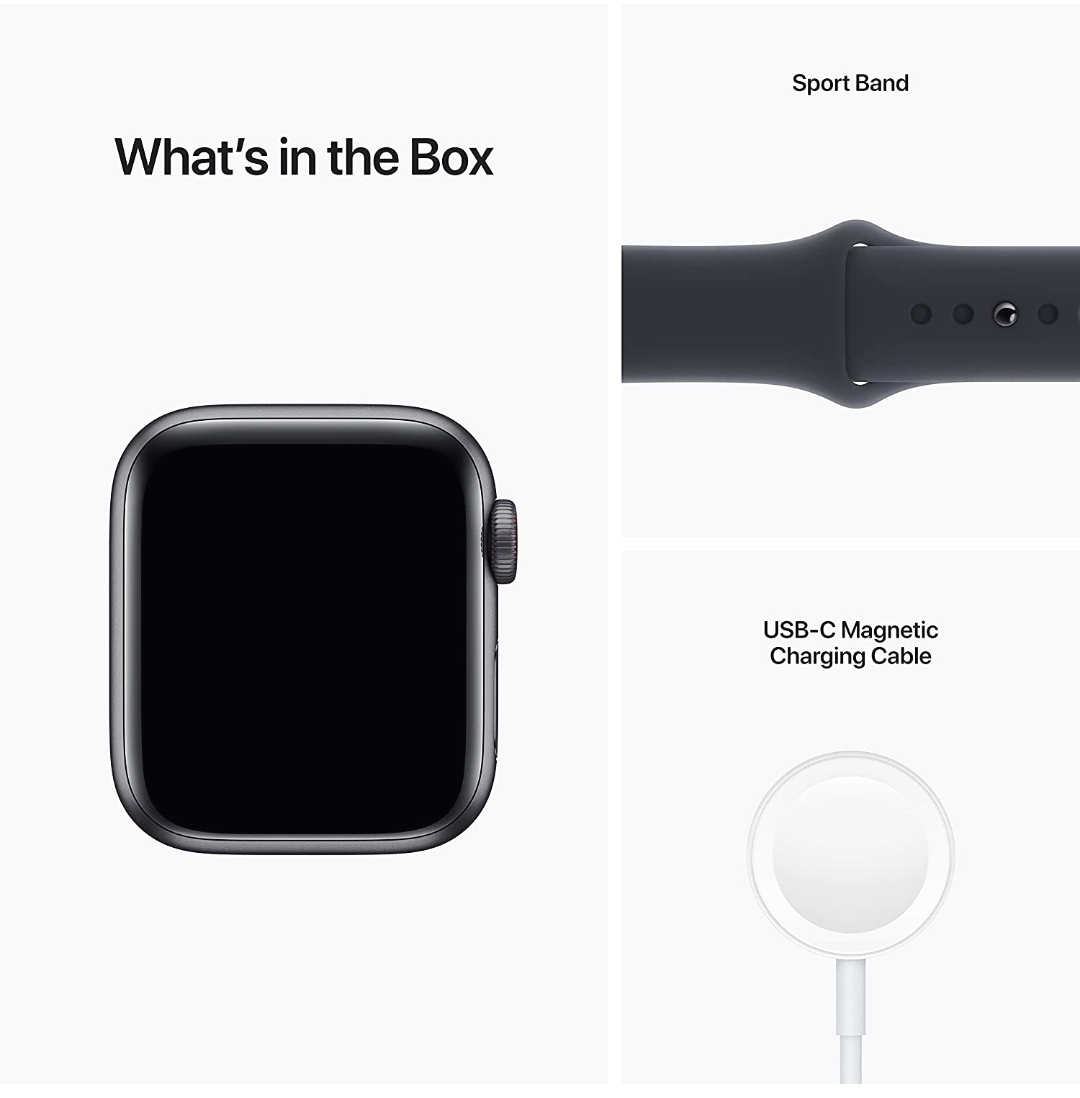 What’s in the Box
Sport Band
USB-C Magnetic
Charging Cable